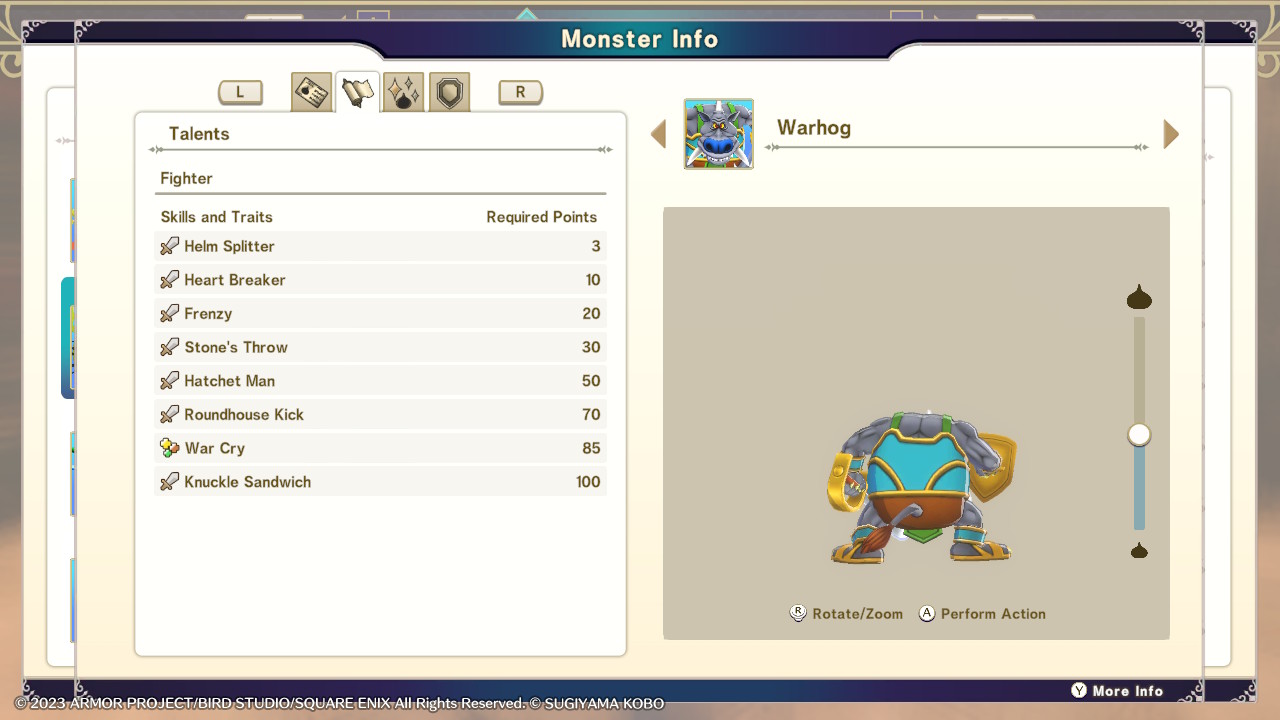 Monster Info
L
R
Talents
Fighter
Skills and Traits Required Points
Helm Splitter 3
Heart Breaker 10
Frenzy 20
Stone's Throw 30
Hatchet Man 50
Roundhouse Kick 70
War Cry 85
Knuckle Sandwich 100
Warhog
R Rotate/Zoom A Perform Action
Y More Info
© 2023 ARMOR PROJECT/BIRD STUDIO/SQUARE ENIX All Rights Reserved. © SUGIYAMA KOBO